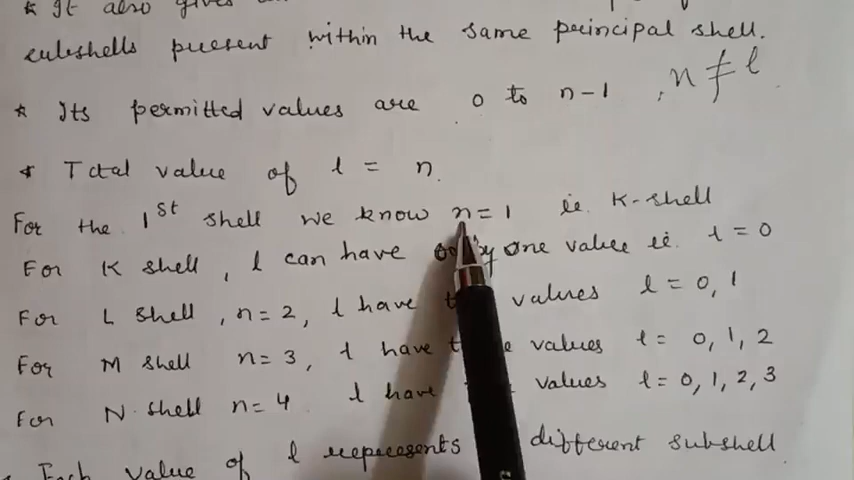 * It also gives
subshells present within the same principal shell.
* Its permitted values are 0 to n-1, n ≠ l
* Total value of l = n.
For the 1st shell we know n=1 ie. K-shell
For K shell, l can have one value ie. l = 0
For L shell, n=2, l have values l = 0, 1
For M shell n=3, l have values l = 0, 1, 2
For N-shell n=4 l have values l = 0, 1, 2, 3
Each value of l represents different subshell